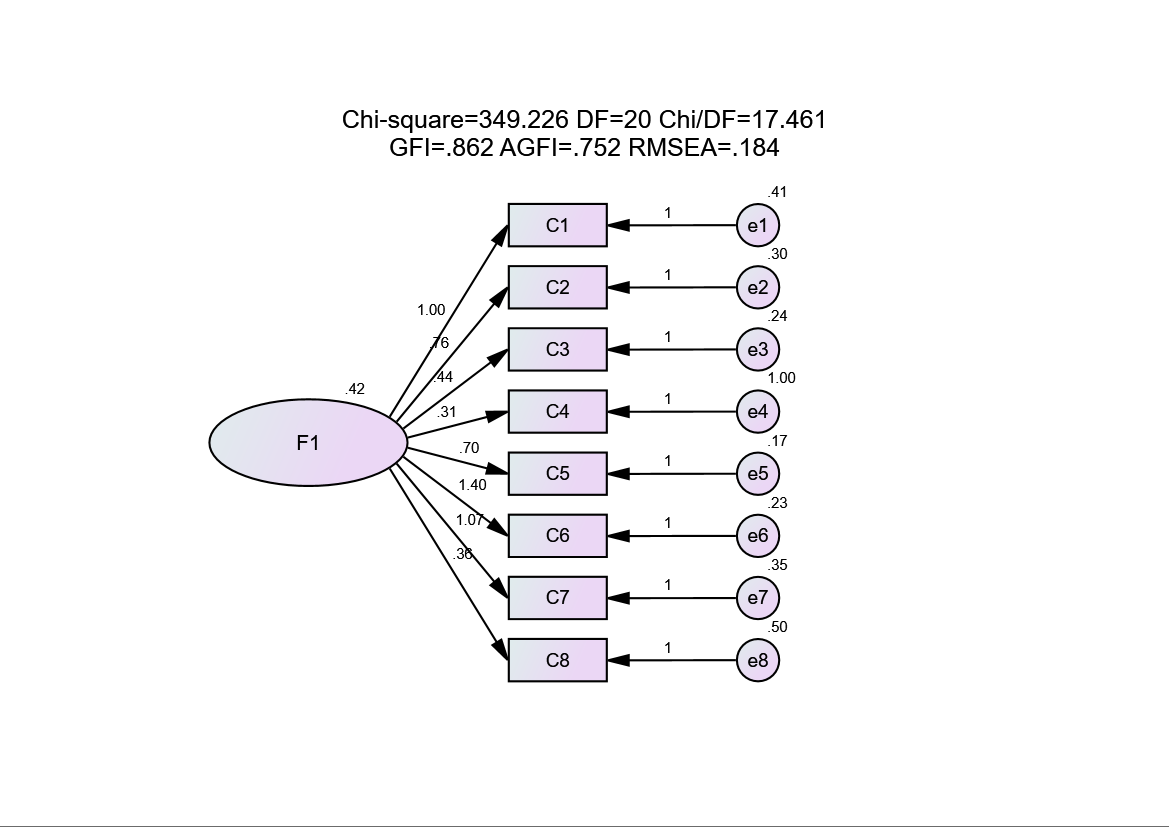 Chi-square=349.226 DF=20 Chi/DF=17.461
GFI=.862 AGFI=.752 RMSEA=.184
.41
C1
1
e1
.30
C2
1
e2
.24
1.00
C3
1
e3
.76
1.00
.44
C4
1
e4
.42
.31
.17
F1
.70
C5
1
e5
1.40
.23
1.07
C6
1
e6
.36
.35
C7
1
e7
.50
C8
1
e8